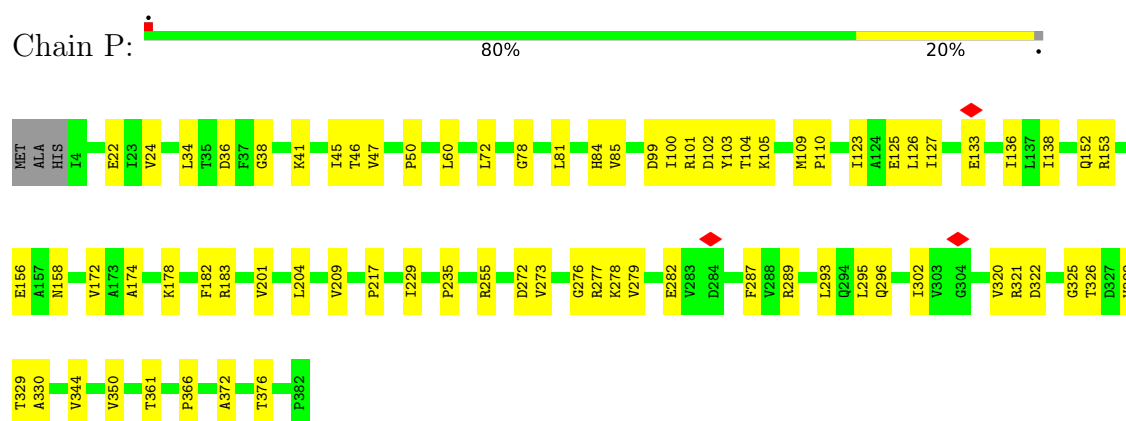 Chain P:
80% 20%
MET ALA HIS I4 E22 I23 V24 L34 T35 D36 F37 G38 K41 I45 T46 V47 P50 L60 L72 G78 L81 H84 V85 D99 I100 R101 D102 Y103 T104 K105 M109 P110 I123 A124 E125 L126 I127 E133 I136 L137 I138 Q152 R153
E156 A157 N158 V172 A173 A174 K178 F182 R183 V201 L204 V209 P217 I229 P235 R255 D272 V273 G276 R277 K278 V279 E282 V283 D284 F287 V288 R289 L293 Q294 L295 Q296 I302 V303 G304 V320 R321 D322 G325 T326 D327
T329 A330 V344 V350 T361 P366 A372 T376 P382